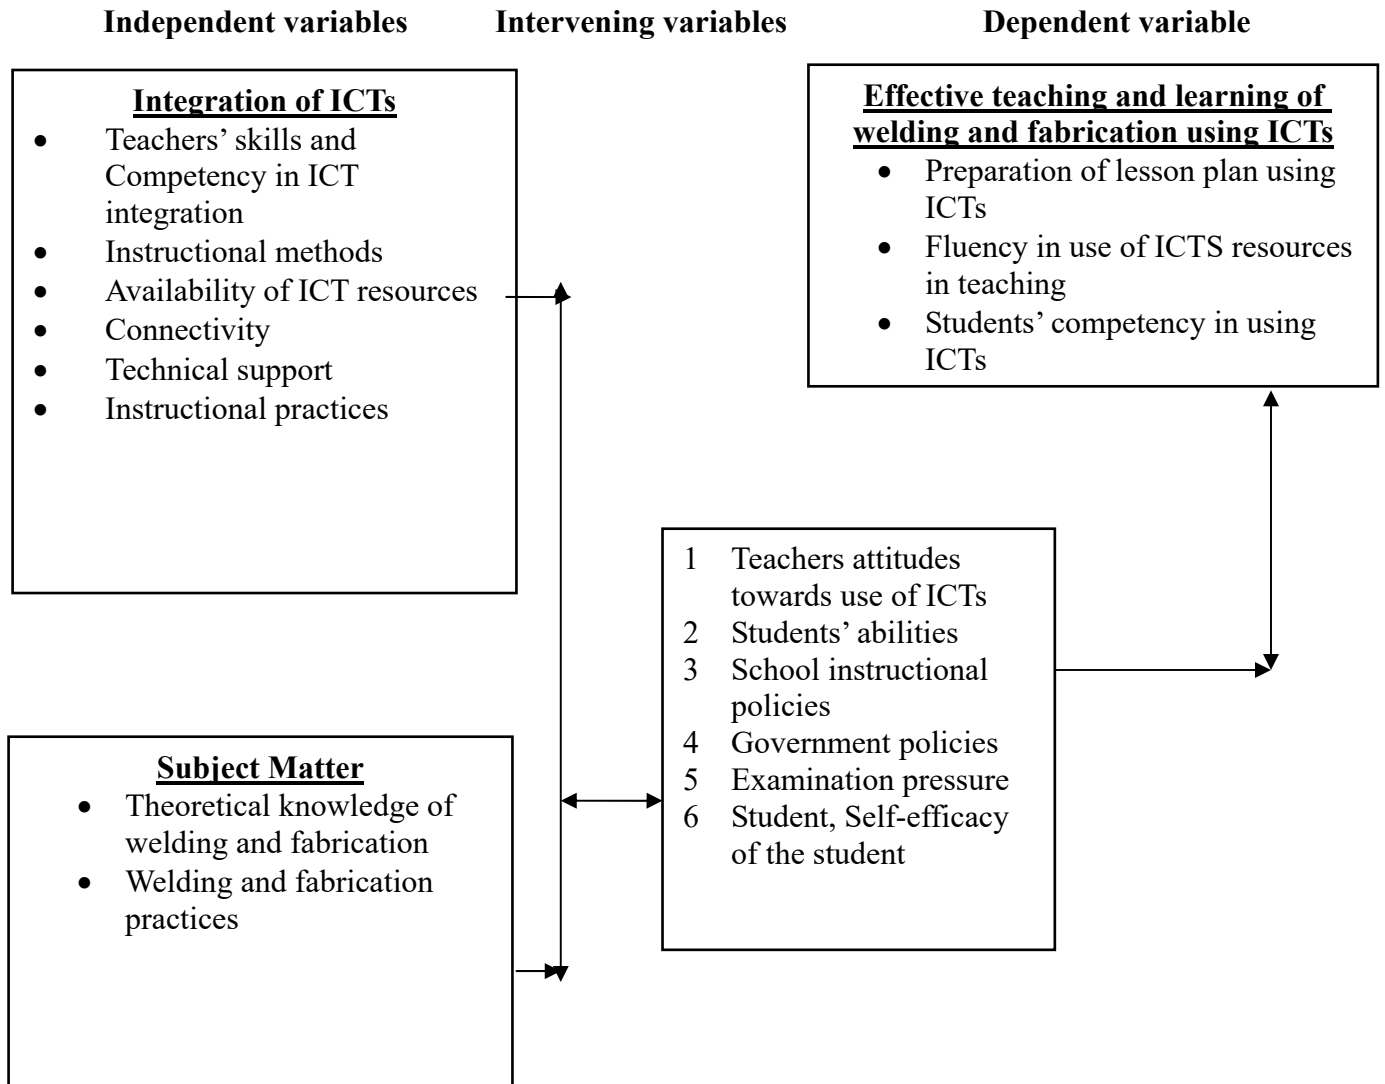 Independent variables
Intervening variables
Dependent variable
Integration of ICTs
• Teachers’ skills and
Competency in ICT
integration
• Instructional methods
• Availability of ICT resources
• Connectivity
• Technical support
• Instructional practices
Effective teaching and learning of
welding and fabrication using ICTs
• Preparation of lesson plan using
ICTs
• Fluency in use of ICTS resources
in teaching
• Students’ competency in using
ICTs
1 Teachers attitudes
towards use of ICTs
2 Students’ abilities
3 School instructional
policies
4 Government policies
5 Examination pressure
6 Student, Self-efficacy
of the student
Subject Matter
• Theoretical knowledge of
welding and fabrication
• Welding and fabrication
practices